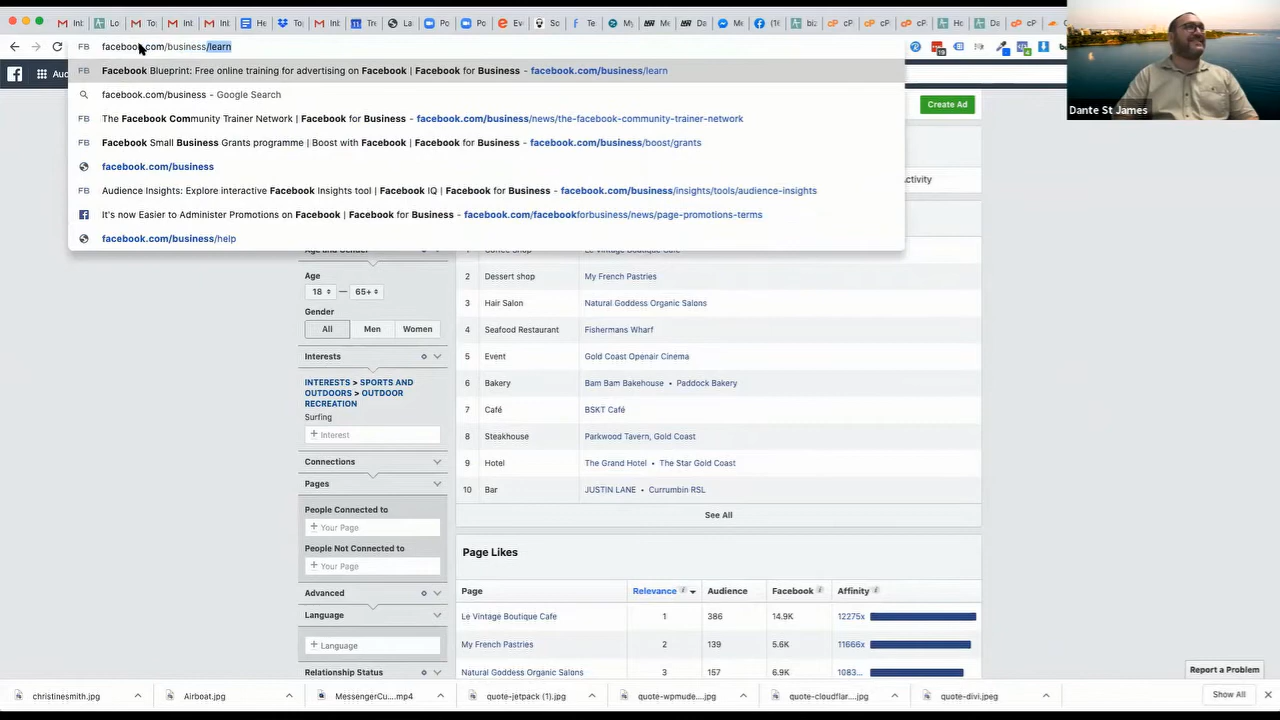 facebook.com/business/learn
FB Facebook Blueprint: Free online training for advertising on Facebook | Facebook for Business - facebook.com/business/learn
facebook.com/business - Google Search
FB The Facebook Community Trainer Network | Facebook for Business - facebook.com/business/news/the-facebook-community-trainer-network
FB Facebook Small Business Grants programme | Boost with Facebook | Facebook for Business - facebook.com/business/boost/grants
facebook.com/business
FB Audience Insights: Explore interactive Facebook Insights tool | Facebook IQ | Facebook for Business - facebook.com/business/insights/tools/audience-insights
It's now Easier to Administer Promotions on Facebook | Facebook for Business - facebook.com/facebookforbusiness/news/page-promotions-terms
facebook.com/business/help
Dante St James
Create Ad
Age
18 — 65+
Gender
All Men Women
Interests
INTERESTS > SPORTS AND
OUTDOORS > OUTDOOR
RECREATION
Surfing
+ Interest
Connections
Pages
People Connected to
+ Your Page
People Not Connected to
+ Your Page
Advanced
Language
+ Language
Relationship Status
2 Dessert shop My French Pastries
3 Hair Salon Natural Goddess Organic Salons
4 Seafood Restaurant Fishermans Wharf
5 Event Gold Coast Openair Cinema
6 Bakery Bam Bam Bakehouse • Paddock Bakery
7 Café BSKT Café
8 Steakhouse Parkwood Tavern, Gold Coast
9 Hotel The Grand Hotel • The Star Gold Coast
10 Bar JUSTIN LANE • Currumbin RSL
See All
Page Likes
Page Relevance Audience Facebook Affinity
Le Vintage Boutique Cafe 1 386 14.9K 12275x
My French Pastries 2 139 5.6K 11666x
Natural Goddess Organic Salons 3 157 6.9K 1083...
Report a Problem
christinesmith.jpg Airboat.jpg MessengerCu....mp4 quote-jetpack (1).jpg quote-wpmude....jpg quote-cloudflar....jpg quote-divi.jpeg Show All